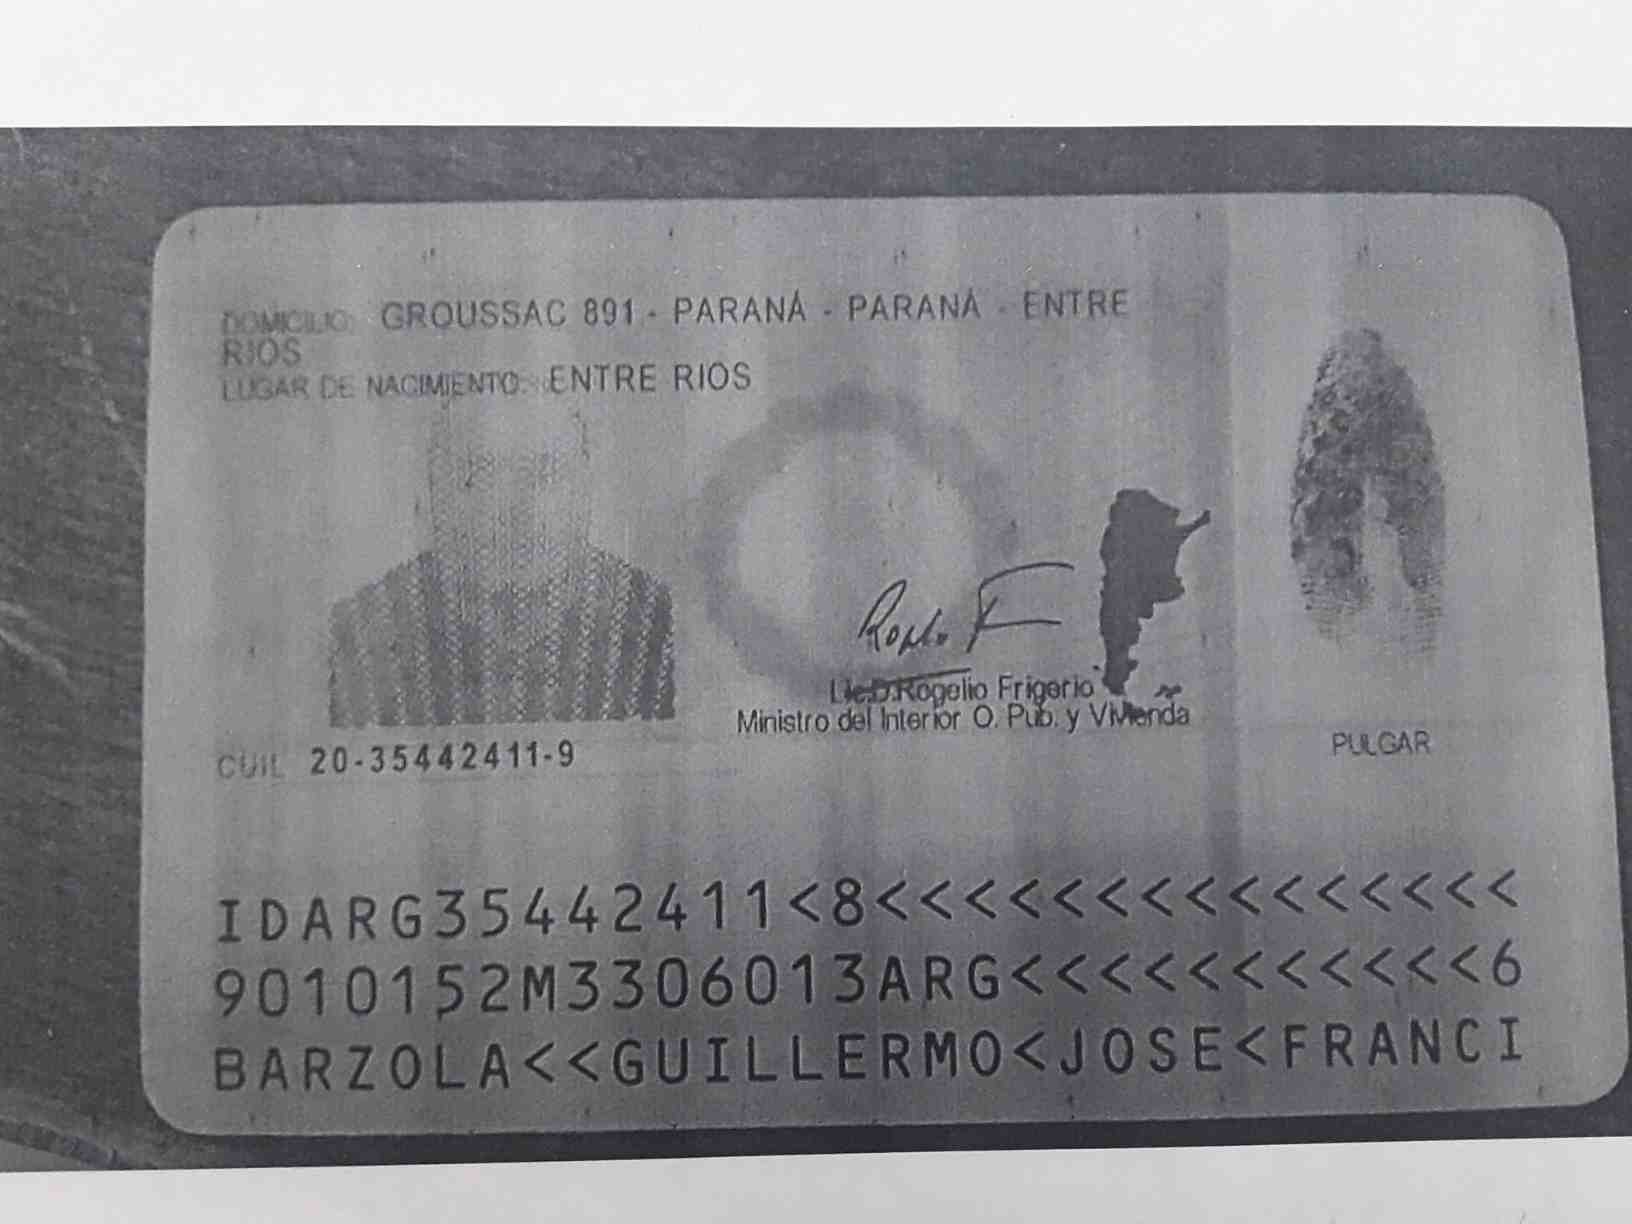 DOMICILIO: GROUSSAC 891 - PARANÁ - PARANÁ - ENTRE
RIOS
LUGAR DE NACIMIENTO: ENTRE RIOS
Lic.D.Rogelio Frigerio
Ministro del Interior O. Pub. y Vivienda
CUIL 20-35442411-9
PULGAR
IDARG35442411<8<<<<<<<<<<<<<<<
9010152M3306013ARG<<<<<<<<<<<6
BARZOLA<<GUILLERMO<JOSE<FRANCI